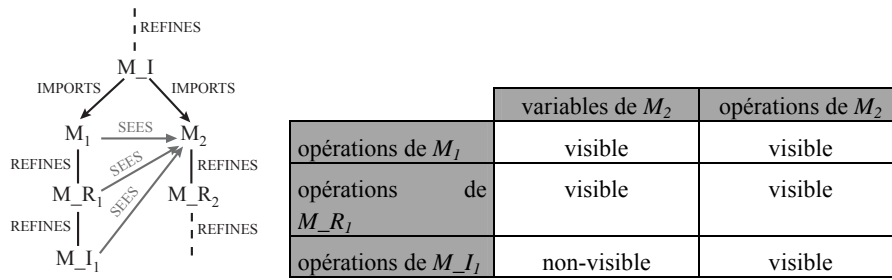 REFINES
M_I
IMPORTS IMPORTS
M1 SEES M2
REFINES SEES REFINES
M_R1 SEES M_R2
REFINES REFINES
M_I1
variables de M2 opérations de M2
opérations de M1 visible visible
opérations de visible visible
M_R1
opérations de M_I1 non-visible visible